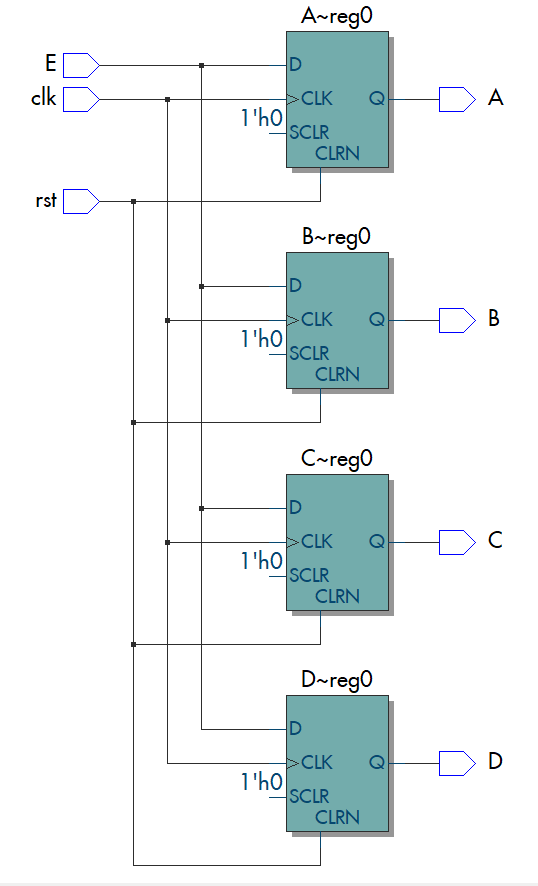 A~reg0
E
D
clk
CLK
Q
A
1'h0
SCLR
CLRN
rst
B~reg0
D
CLK
Q
B
1'h0
SCLR
CLRN
C~reg0
D
CLK
Q
C
1'h0
SCLR
CLRN
D~reg0
D
CLK
Q
D
1'h0
SCLR
CLRN